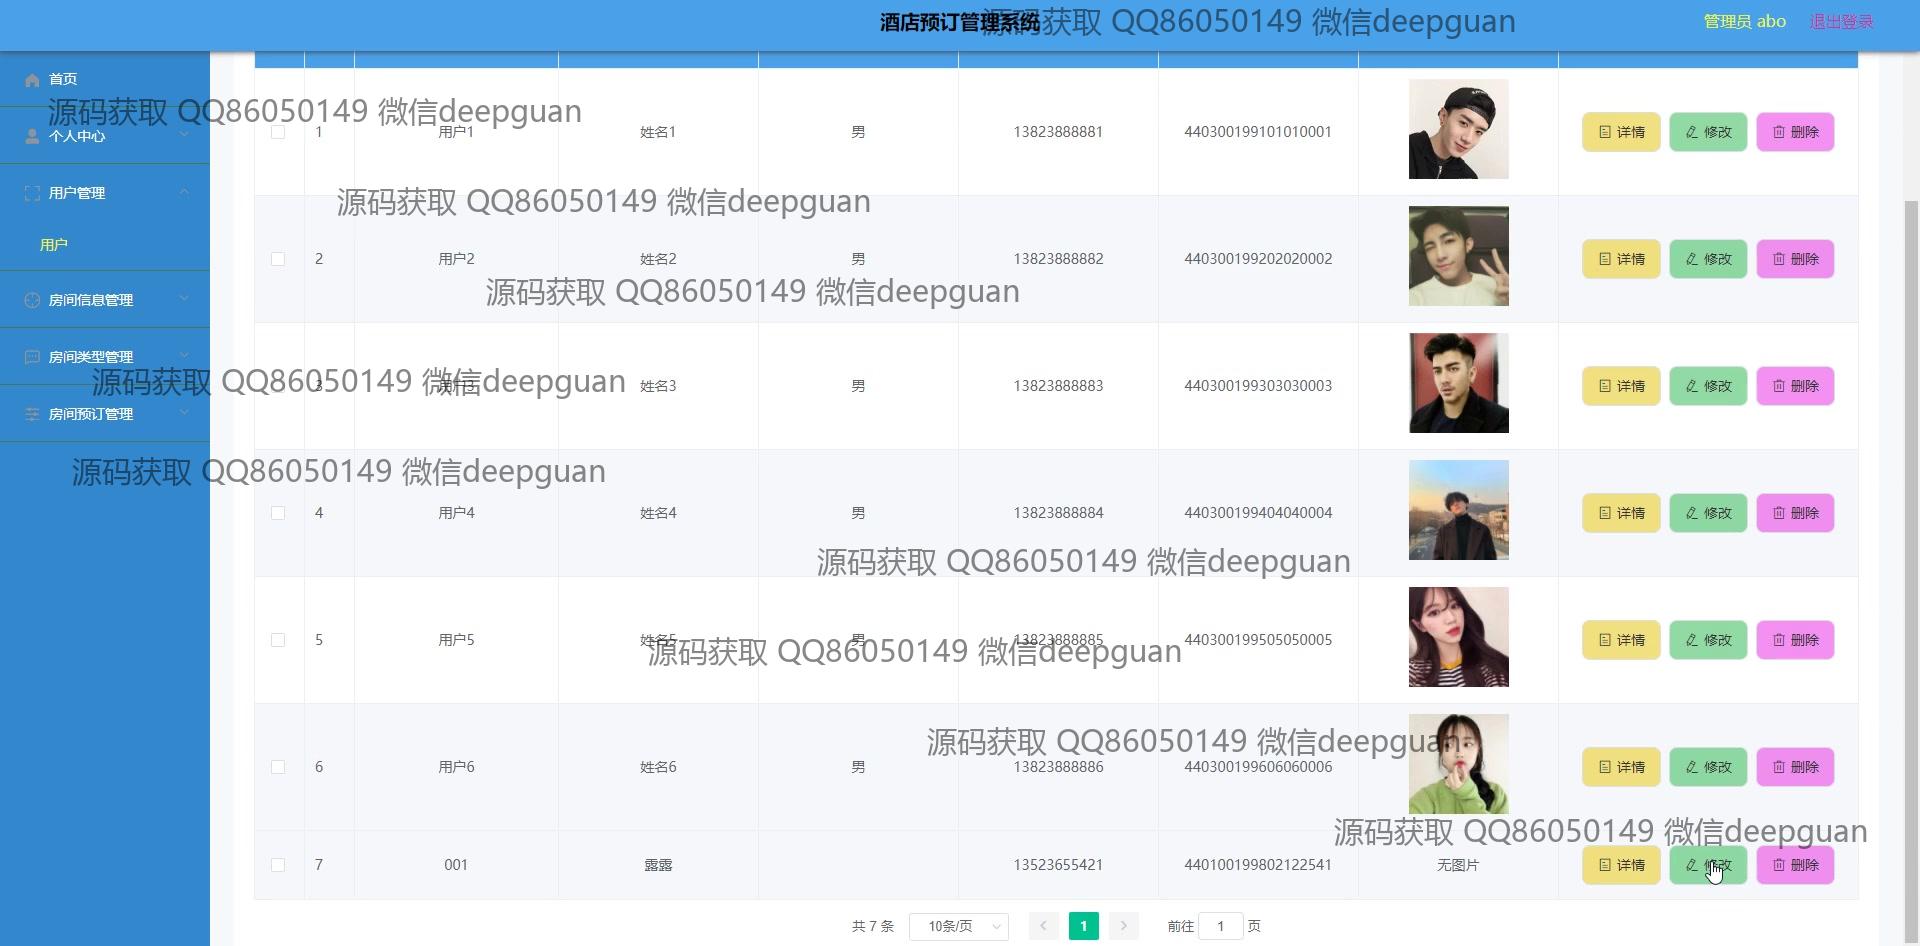 酒店预订管理系统
源码获取 QQ86050149 微信deepguan
管理员 abo
退出登录
首页
源码获取 QQ86050149 微信deepguan
个人中心
用户管理
用户
房间信息管理
房间类型管理
房间预订管理
1 用户1 姓名1 男 13823888881 440300199101010001 详情 修改 删除
源码获取 QQ86050149 微信deepguan
2 用户2 姓名2 男 13823888882 440300199202020002 详情 修改 删除
源码获取 QQ86050149 微信deepguan
3 用户3 姓名3 男 13823888883 440300199303030003 详情 修改 删除
源码获取 QQ86050149 微信deepguan
源码获取 QQ86050149 微信deepguan
4 用户4 姓名4 男 13823888884 440300199404040004 详情 修改 删除
源码获取 QQ86050149 微信deepguan
5 用户5 姓名5 男 13823888885 440300199505050005 详情 修改 删除
源码获取 QQ86050149 微信deepguan
源码获取 QQ86050149 微信deepguan
6 用户6 姓名6 男 13823888886 440300199606060006 详情 修改 删除
源码获取 QQ86050149 微信deepguan
7 001 露露 13523655421 440100199802122541 无图片 详情 修改 删除
共 7 条 10条/页 1 前往 1 页